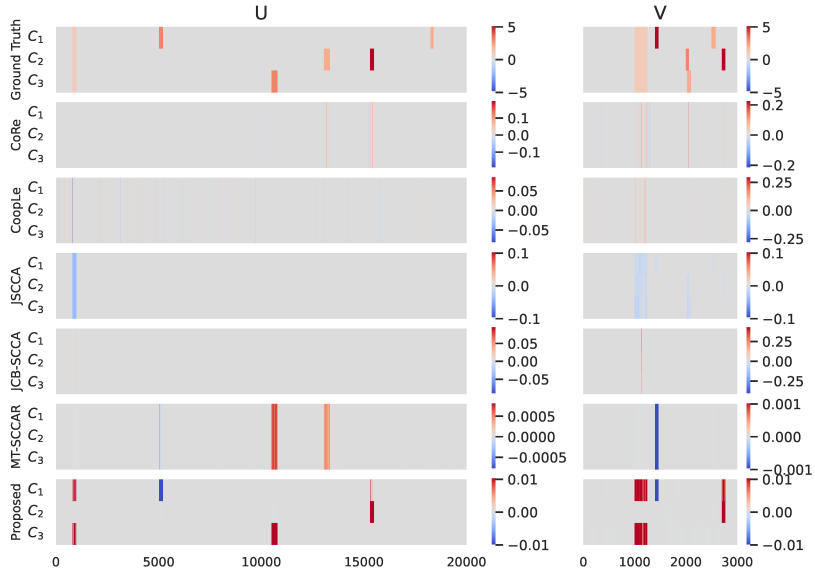 U V
Ground Truth
C1
C2
C3
5
0
−5
5
0
−5
CoRe
C1
C2
C3
0.1
0.0
−0.1
0.2
0.0
−0.2
CoopLe
C1
C2
C3
0.05
0.00
−0.05
0.25
0.00
−0.25
JSCCA
C1
C2
C3
0.1
0.0
−0.1
0.1
0.0
−0.1
JCB-SCCA
C1
C2
C3
0.05
0.00
−0.05
0.25
0.00
−0.25
MT-SCCAR
C1
C2
C3
0.0005
0.0000
−0.0005
0.001
0.000
−0.001
Proposed
C1
C2
C3
0.01
0.00
−0.01
0.01
0.00
−0.01
0 5000 10000 15000 20000 0 1000 2000 3000